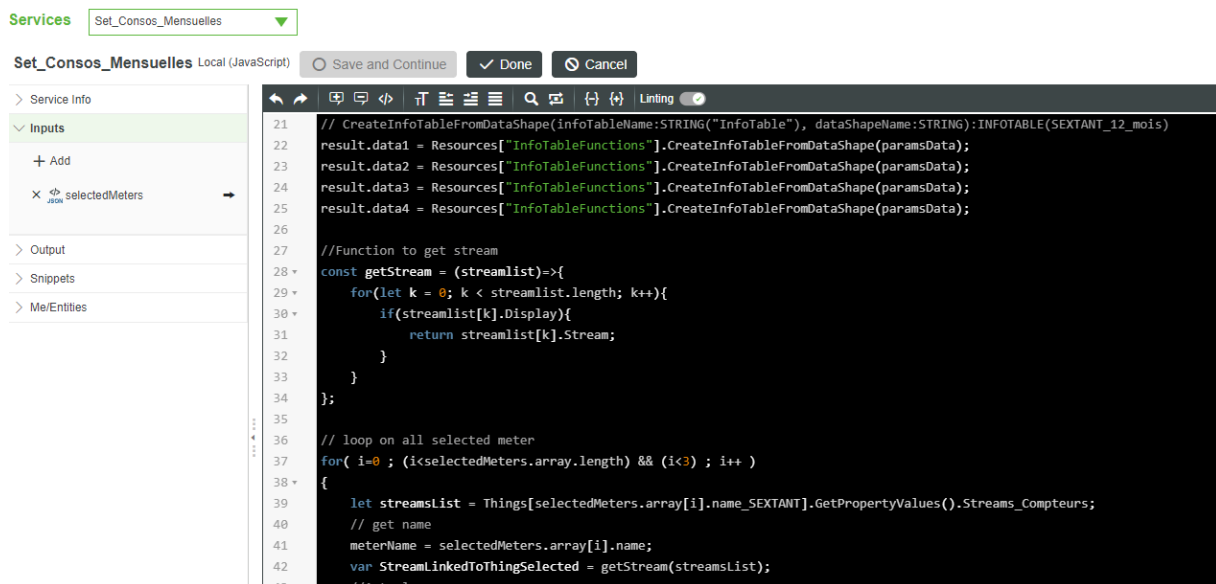 Services Set_Consos_Mensuelles
Set_Consos_Mensuelles Local (JavaScript) Save and Continue Done Cancel
Service Info
Inputs
Add
JSON selectedMeters
Output
Snippets
Me/Entities
Linting
21 // CreateInfoTableFromDataShape(infoTableName:STRING("InfoTable"), dataShapeName:STRING):INFOTABLE(SEXTANT_12_mois)
22 result.data1 = Resources["InfoTableFunctions"].CreateInfoTableFromDataShape(paramsData);
23 result.data2 = Resources["InfoTableFunctions"].CreateInfoTableFromDataShape(paramsData);
24 result.data3 = Resources["InfoTableFunctions"].CreateInfoTableFromDataShape(paramsData);
25 result.data4 = Resources["InfoTableFunctions"].CreateInfoTableFromDataShape(paramsData);
26
27 //Function to get stream
28 const getStream = (streamlist)=>{
29 for(let k = 0; k < streamlist.length; k++){
30 if(streamlist[k].Display){
31 return streamlist[k].Stream;
32 }
33 }
34 };
35
36 // loop on all selected meter
37 for( i=0 ; (i<selectedMeters.array.length) && (i<3) ; i++ )
38 {
39 let streamsList = Things[selectedMeters.array[i].name_SEXTANT].GetPropertyValues().Streams_Compteurs;
40 // get name
41 meterName = selectedMeters.array[i].name;
42 var StreamLinkedToThingSelected = getStream(streamsList);